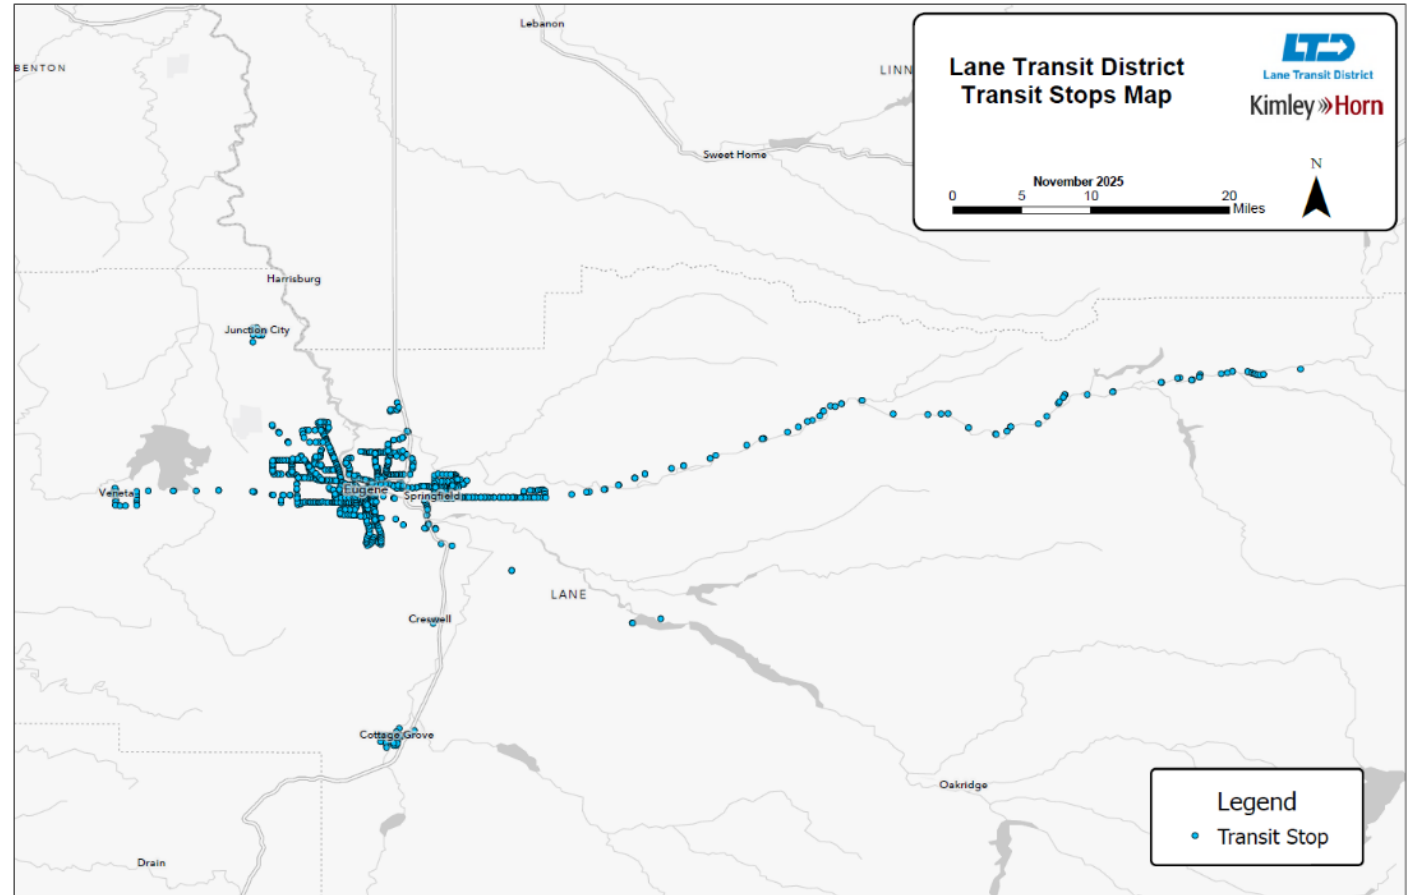 Lebanon
BENTON
LINN
Lane Transit District
Transit Stops Map
LTD
Lane Transit District
Kimley»Horn
Sweet Home
N
November 2025
0 5 10 20
Miles
Harrisburg
Junction City
Veneta
Eugene
Springfield
LANE
Creswell
Cottage Grove
Oakridge
Drain
Legend
Transit Stop